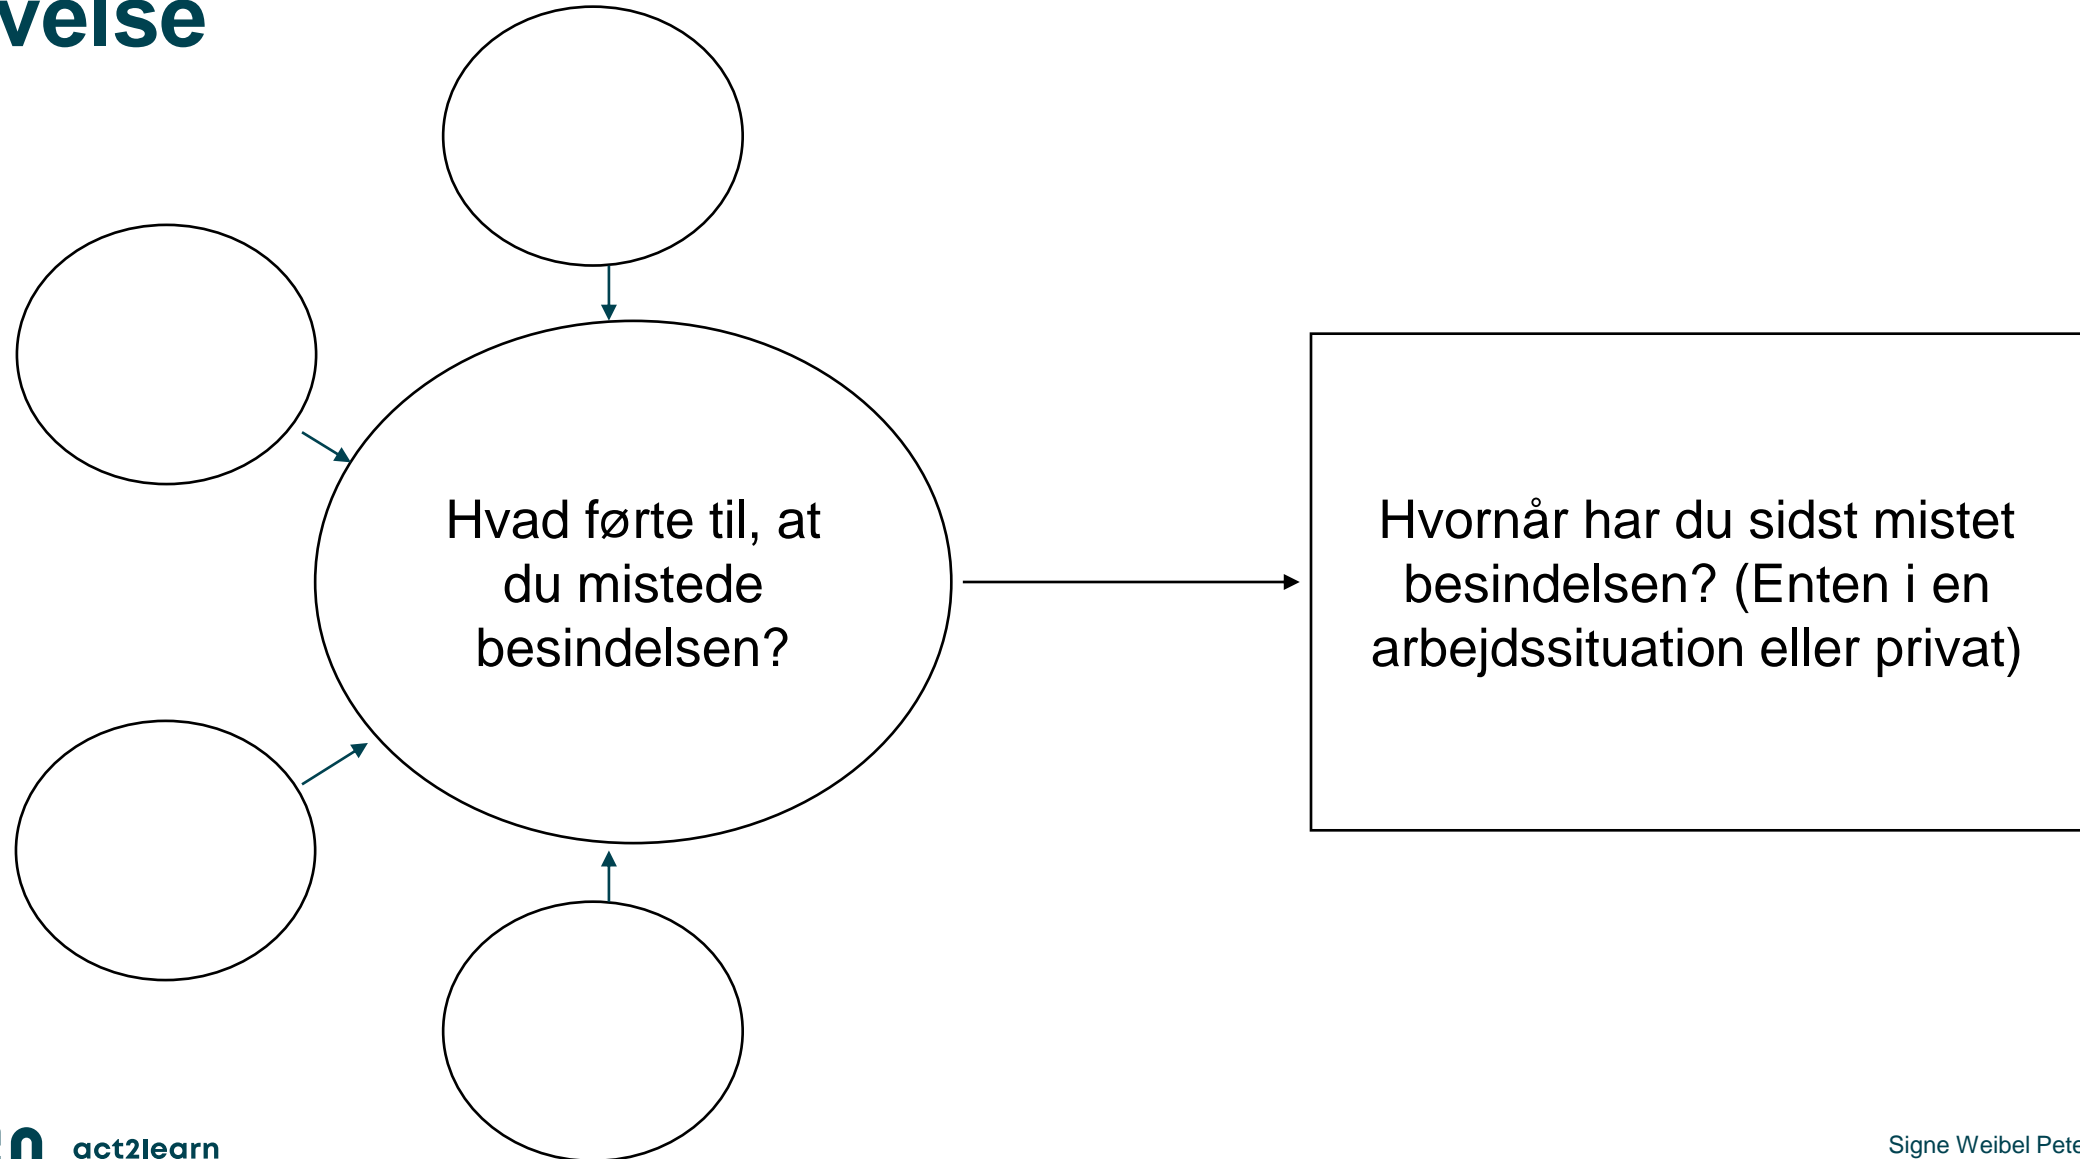 velse
Hvad førte til, at
du mistede
besindelsen?
Hvornår har du sidst mistet
besindelsen? (Enten i en
arbejdssituation eller privat)
act2learn
Signe Weibel Pete